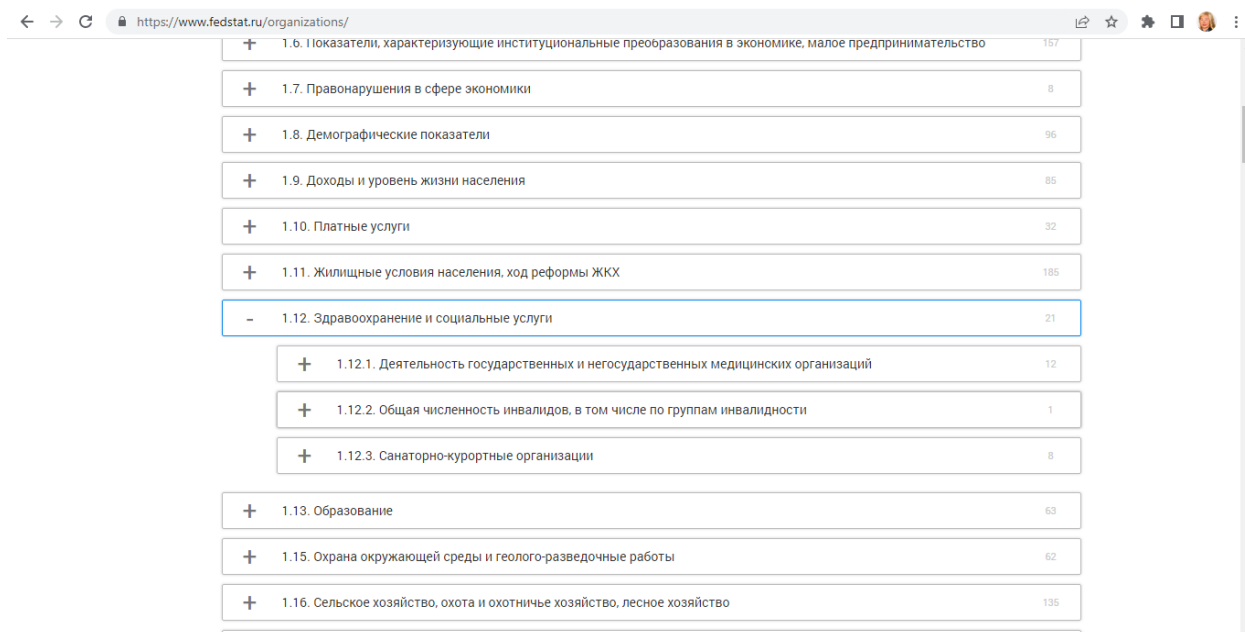 https://www.fedstat.ru/organizations/
+ 1.6. Показатели, характеризующие институциональные преобразования в экономике, малое предпринимательство 157
+ 1.7. Правонарушения в сфере экономики 8
+ 1.8. Демографические показатели 96
+ 1.9. Доходы и уровень жизни населения 85
+ 1.10. Платные услуги 32
+ 1.11. Жилищные условия населения, ход реформы ЖКХ 185
- 1.12. Здравоохранение и социальные услуги 21
+ 1.12.1. Деятельность государственных и негосударственных медицинских организаций 12
+ 1.12.2. Общая численность инвалидов, в том числе по группам инвалидности 1
+ 1.12.3. Санаторно-курортные организации 8
+ 1.13. Образование 63
+ 1.15. Охрана окружающей среды и геолого-разведочные работы 62
+ 1.16. Сельское хозяйство, охота и охотничье хозяйство, лесное хозяйство 135